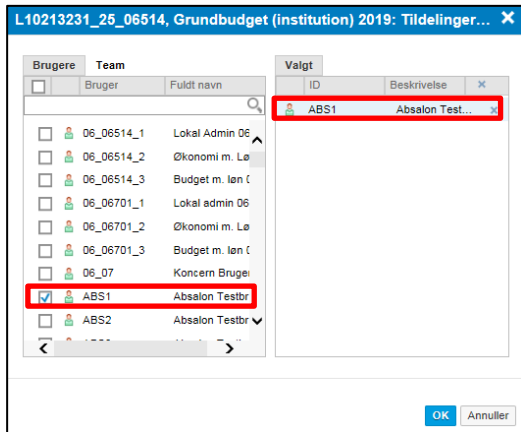 L10213231_25_06514, Grundbudget (institution) 2019: Tildelinger...
Brugere Team
Bruger Fuldt navn
06_06514_1 Lokal Admin 06
06_06514_2 Økonomi m. Lø
06_06514_3 Budget m. løn
06_06701_1 Lokal admin 06
06_06701_2 Økonomi m. Lø
06_06701_3 Budget m. løn
06_07 Koncern Bruger
ABS1 Absalon Testbr
ABS2 Absalon Testbr
Valgt
ID Beskrivelse ×
ABS1 Absalon Test... ×
OK Annuller